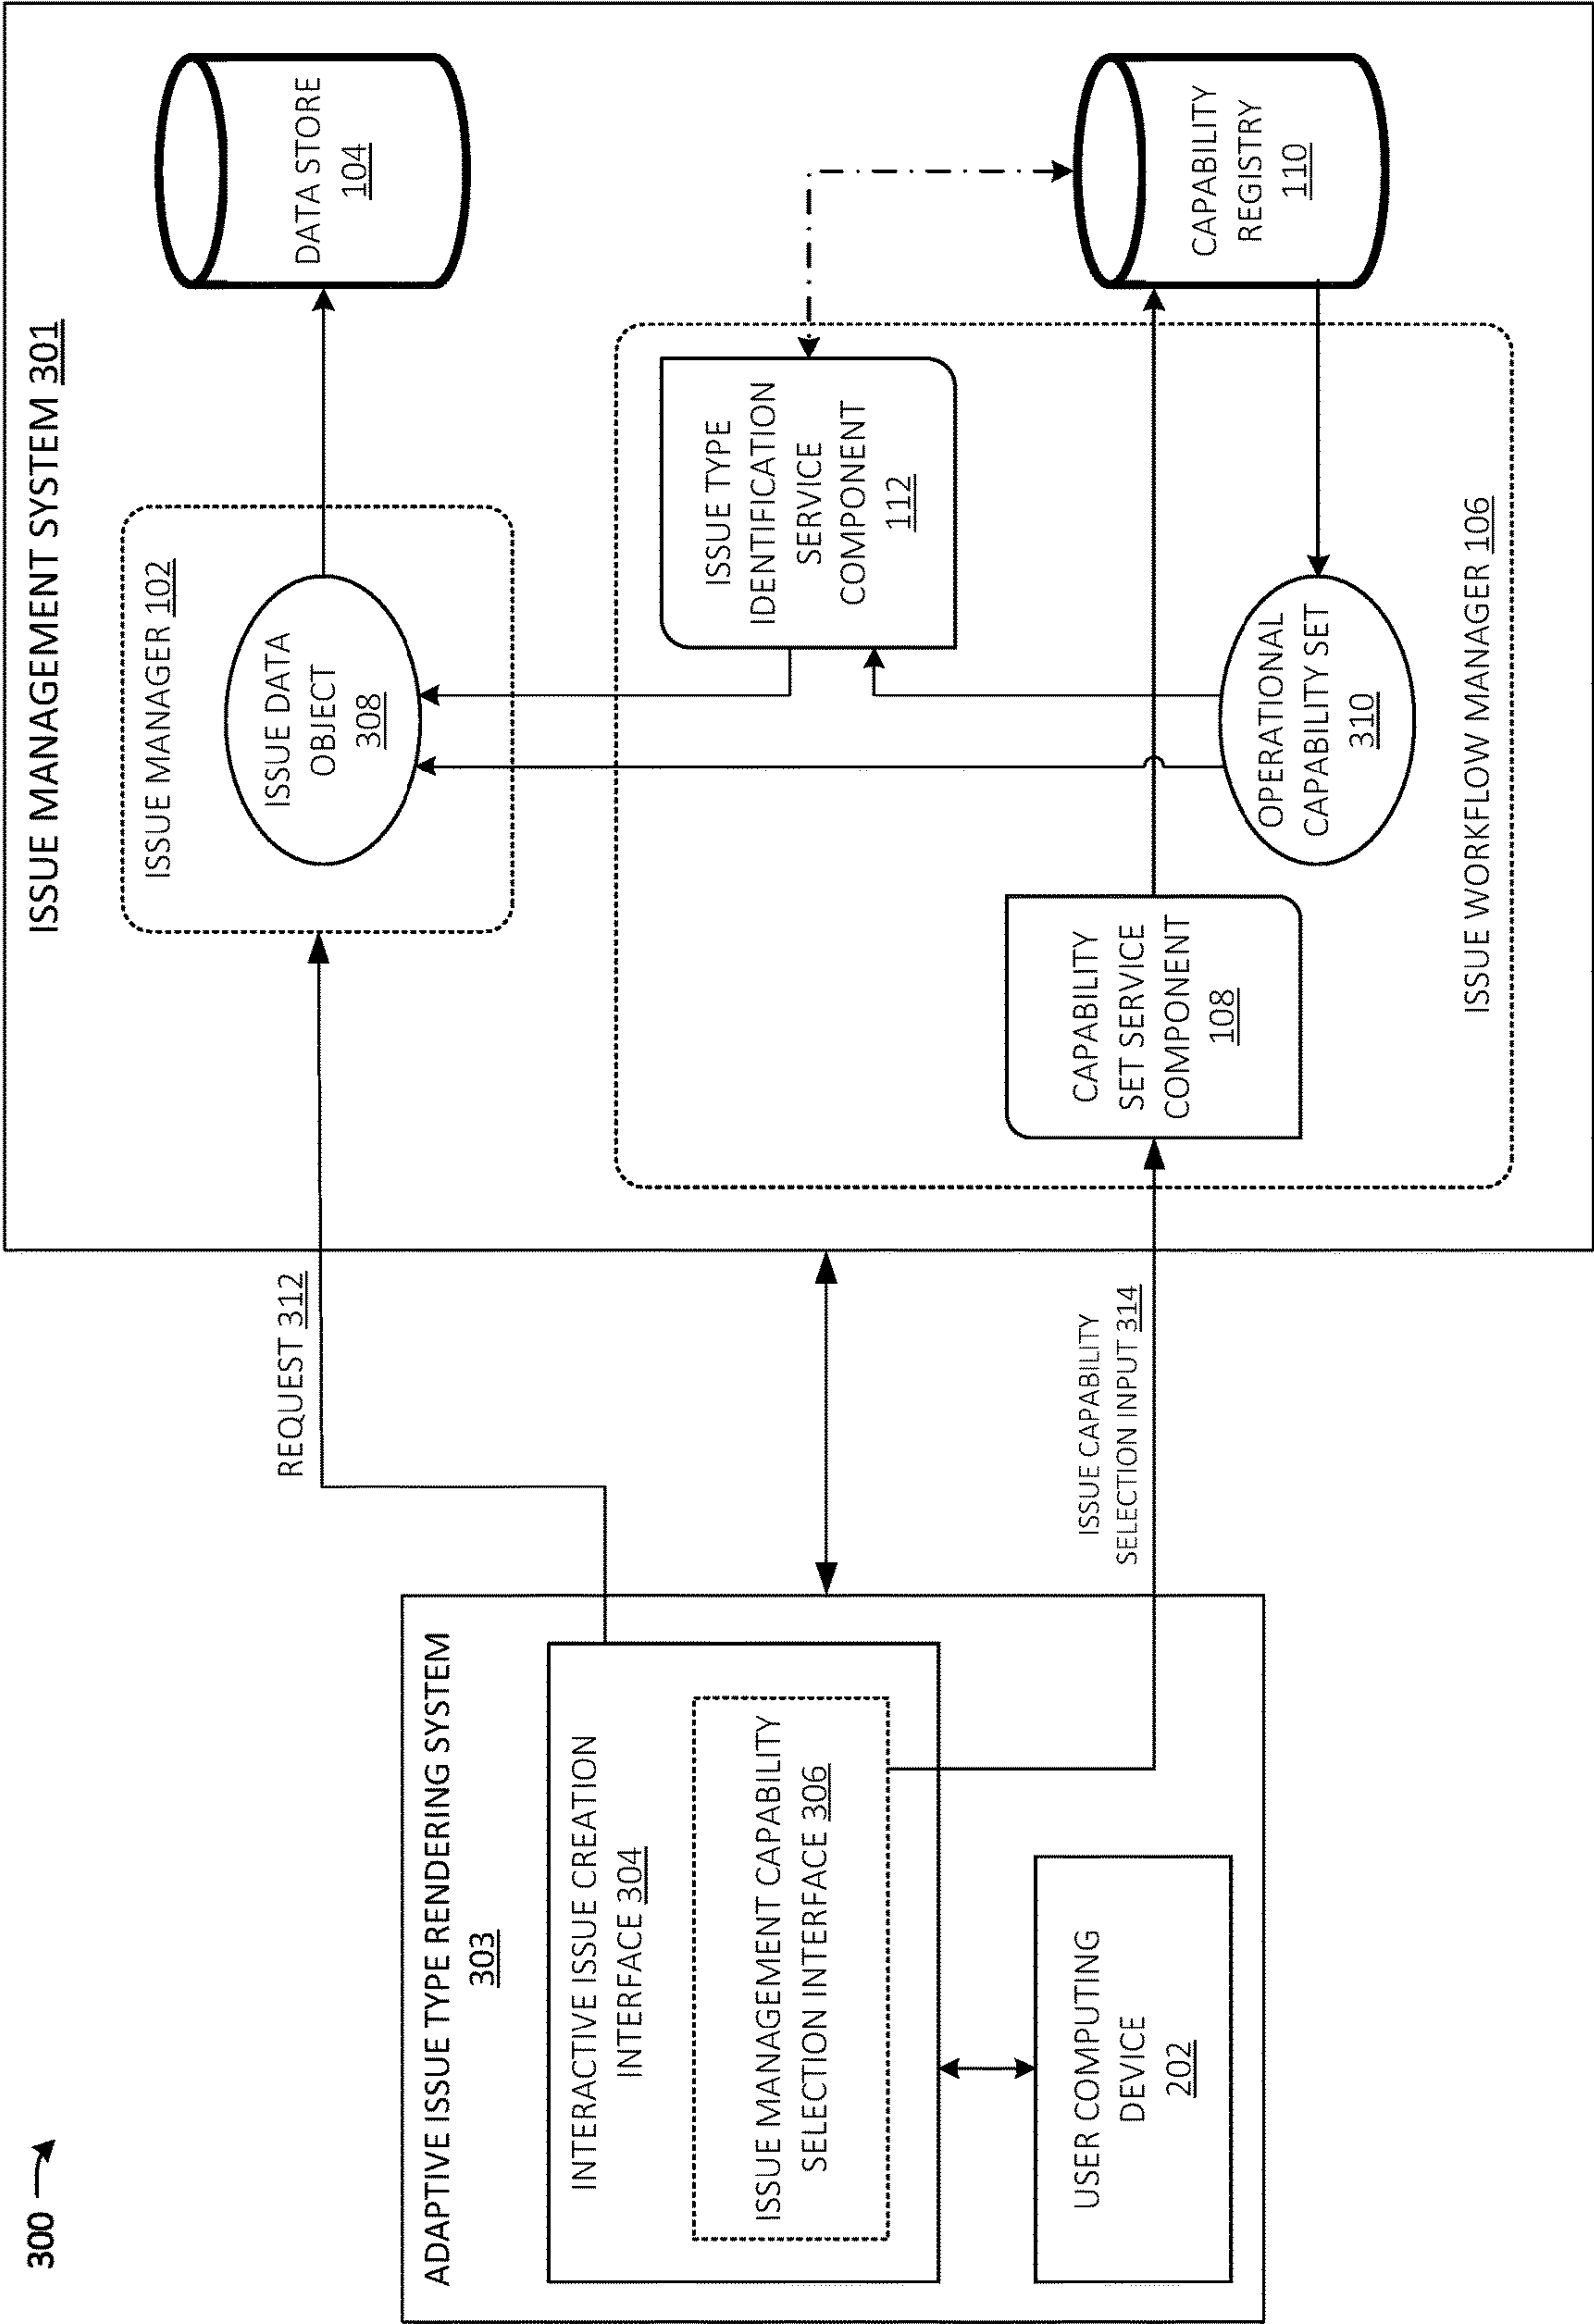 300
ADAPTIVE ISSUE TYPE RENDERING SYSTEM
303
INTERACTIVE ISSUE CREATION
INTERFACE 304
ISSUE MANAGEMENT CAPABILITY
SELECTION INTERFACE 306
USER COMPUTING
DEVICE
202
REQUEST 312
ISSUE CAPABILITY
SELECTION INPUT 314
ISSUE MANAGEMENT SYSTEM 301
ISSUE MANAGER 102
ISSUE DATA
OBJECT
308
DATA STORE
104
ISSUE TYPE
IDENTIFICATION
SERVICE
COMPONENT
112
CAPABILITY
SET SERVICE
COMPONENT
108
OPERATIONAL
CAPABILITY SET
310
ISSUE WORKFLOW MANAGER 106
CAPABILITY
REGISTRY
110